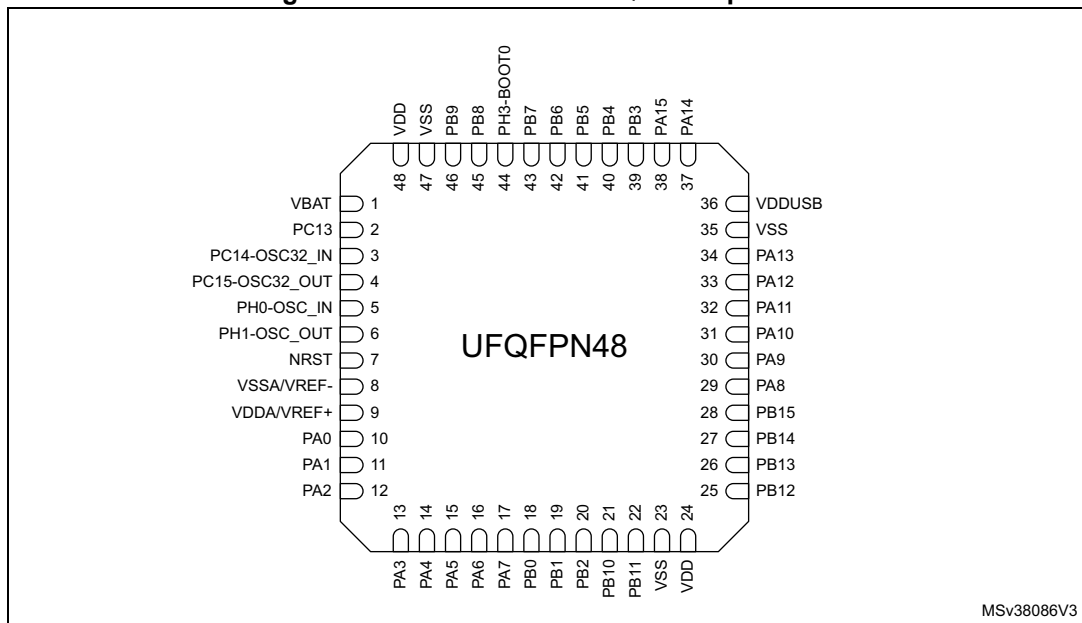 VDD
VSS
PB9
PB8
PH3-BOOT0
PB7
PB6
PB5
PB4
PB3
PA15
PA14
48
47
46
45
44
43
42
41
40
39
38
37
VBAT 1
PC13 2
PC14-OSC32_IN 3
PC15-OSC32_OUT 4
PH0-OSC_IN 5
PH1-OSC_OUT 6
NRST 7
VSSA/VREF- 8
VDDA/VREF+ 9
PA0 10
PA1 11
PA2 12
UFQFPN48
36 VDDUSB
35 VSS
34 PA13
33 PA12
32 PA11
31 PA10
30 PA9
29 PA8
28 PB15
27 PB14
26 PB13
25 PB12
13
14
15
16
17
18
19
20
21
22
23
24
PA3
PA4
PA5
PA6
PA7
PB0
PB1
PB2
PB10
PB11
VSS
VDD
MSv38086V3